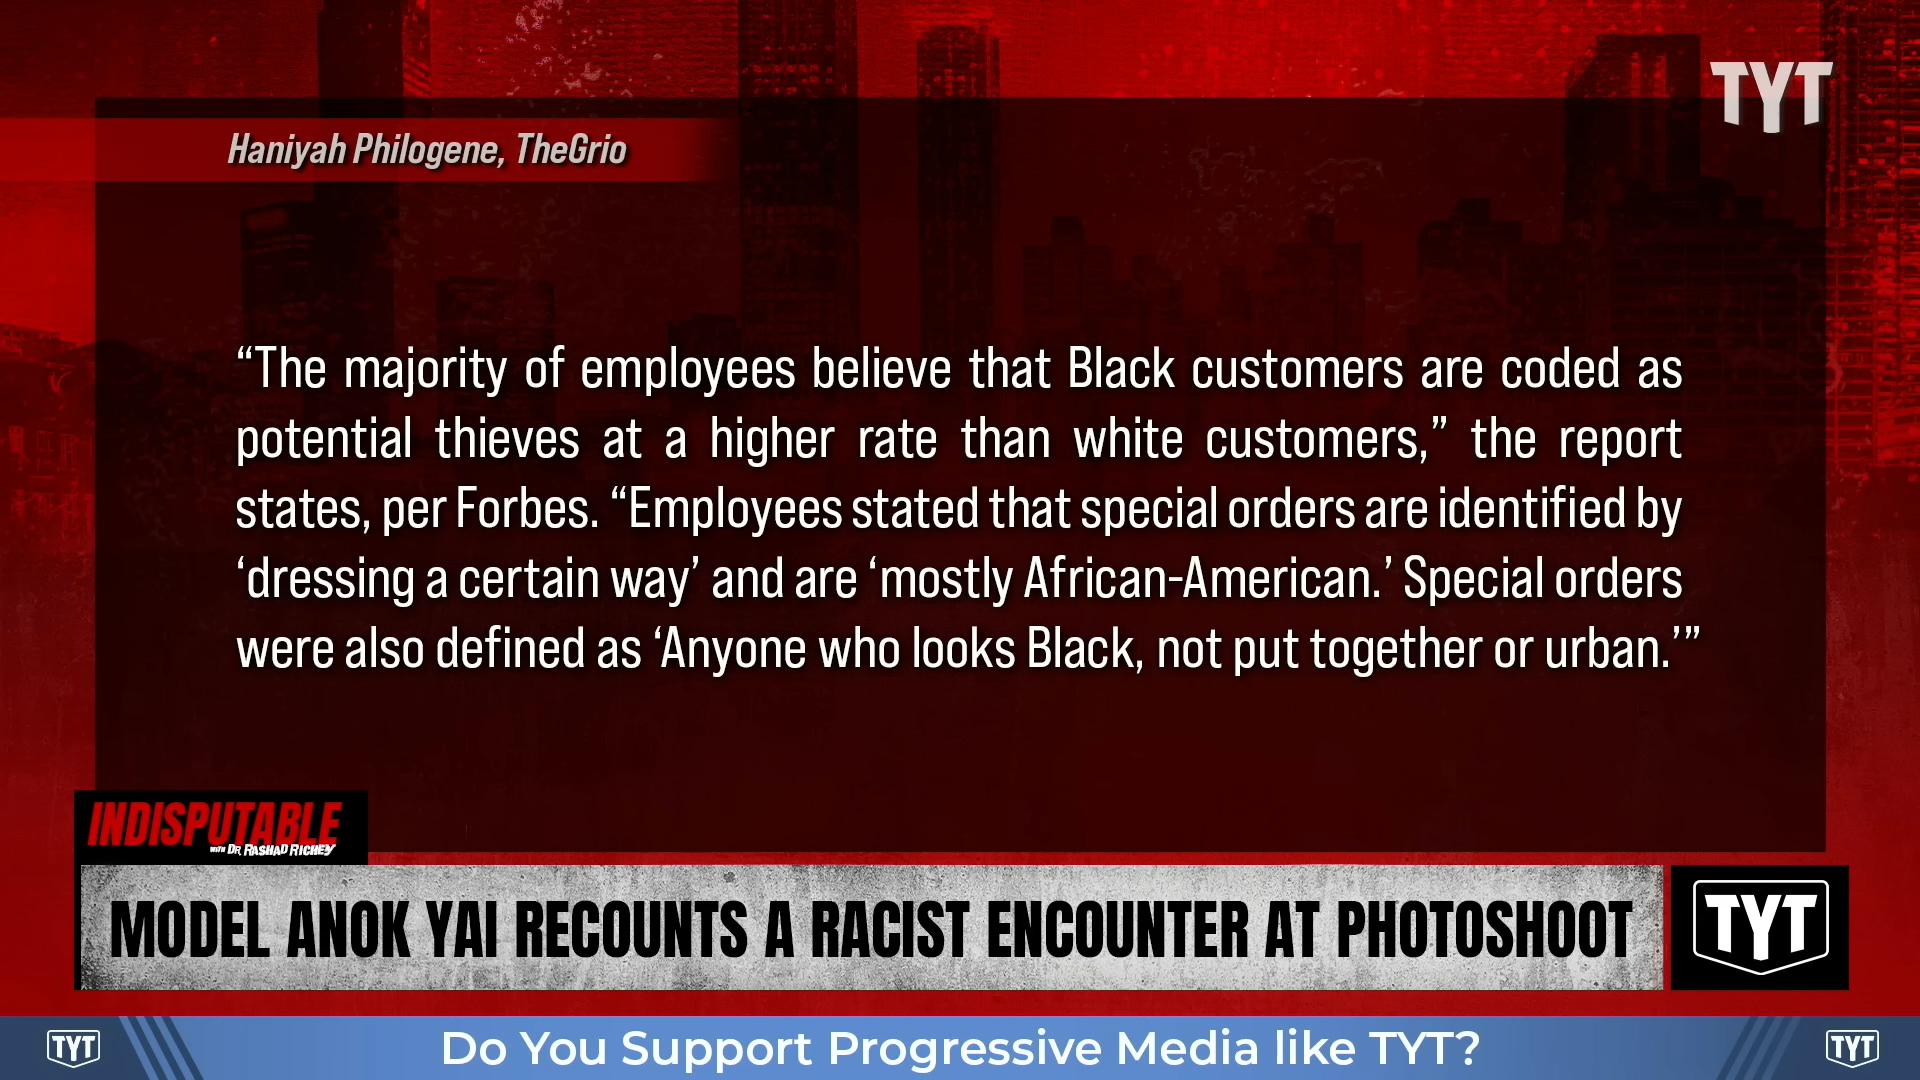 TYT
Haniyah Philogene, TheGrio
“The majority of employees believe that Black customers are coded as
potential thieves at a higher rate than white customers,” the report
states, per Forbes. “Employees stated that special orders are identified by
‘dressing a certain way’ and are ‘mostly African-American.’ Special orders
were also defined as ‘Anyone who looks Black, not put together or urban.’”
INDISPUTABLE
WITH DR RASHAD RICHEY
MODEL ANOK YAI RECOUNTS A RACIST ENCOUNTER AT PHOTOSHOOT
TYT
TYT
Do You Support Progressive Media like TYT?
TYT